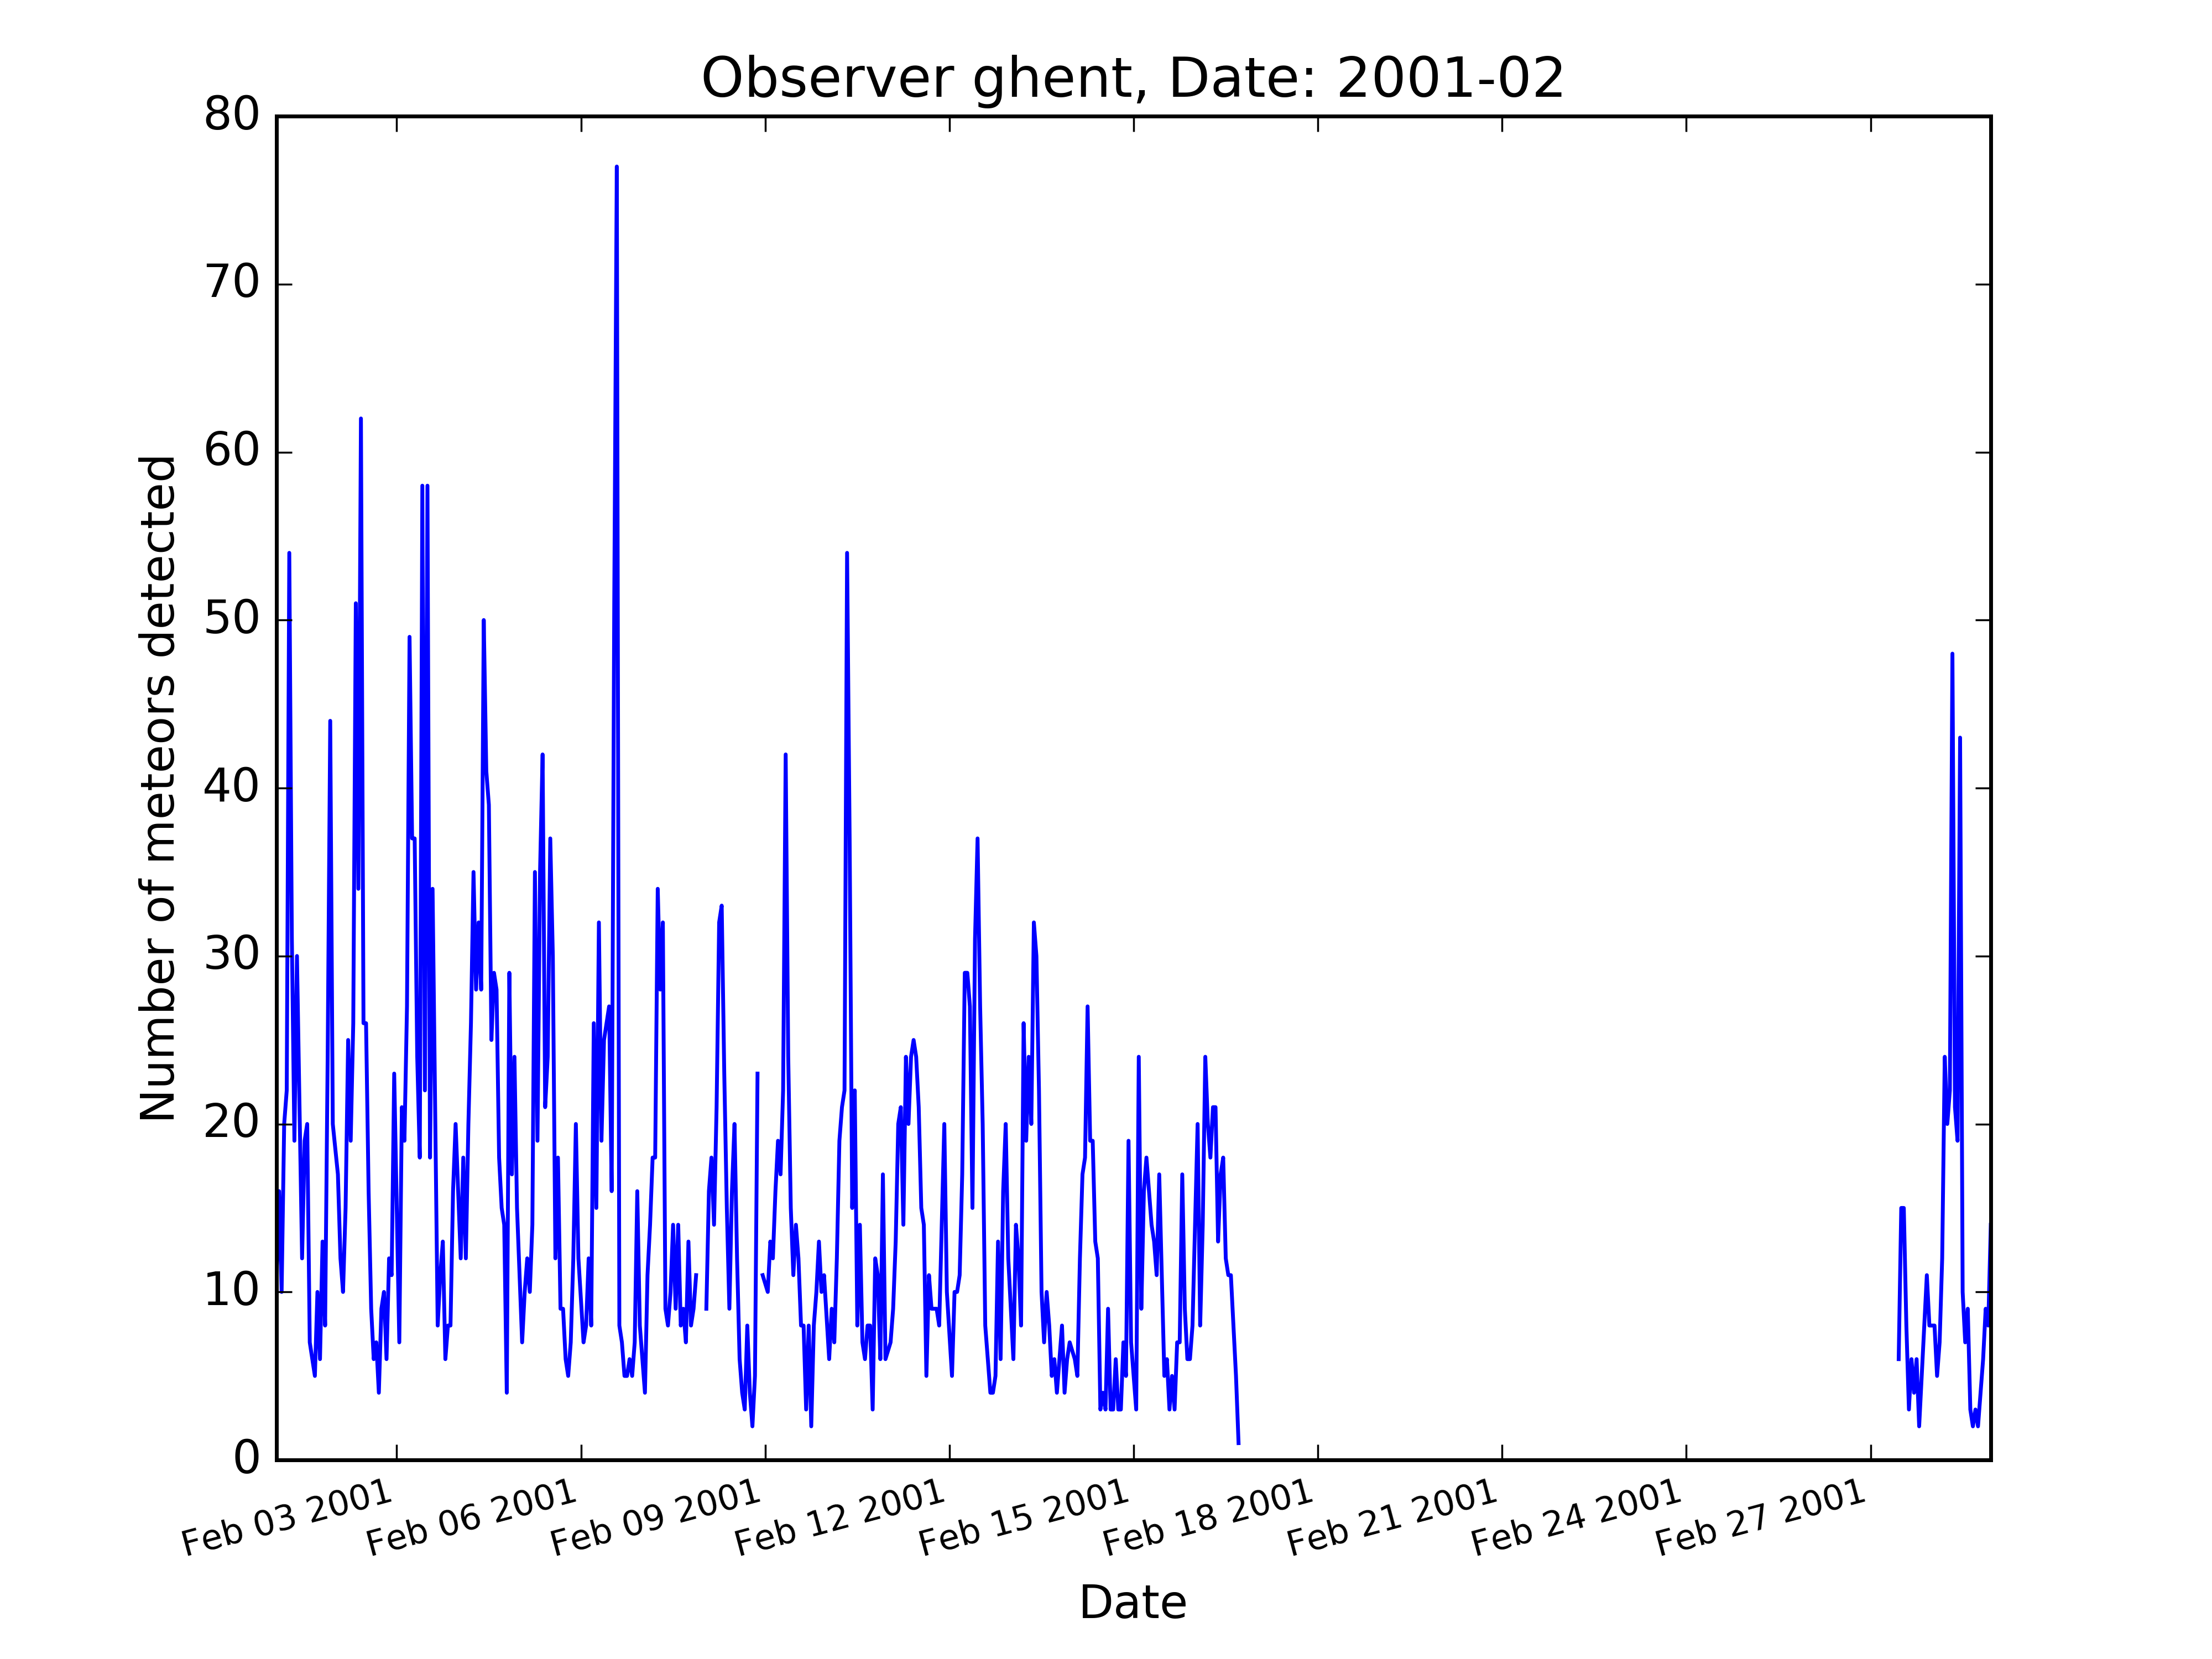 Observer ghent, Date: 2001-02
80
70
60
50
40
30
20
10
0
Number of meteors detected
Feb 03 2001
Feb 06 2001
Feb 09 2001
Feb 12 2001
Feb 15 2001
Feb 18 2001
Feb 21 2001
Feb 24 2001
Feb 27 2001
Date